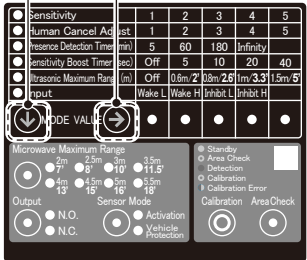 Sensitivity 1 2 3 4 5
Human Cancel Adjust 1 2 3 4 5
Presence Detection Timer (min) 5 60 180 Infinity
Sensitivity Boost Timer (sec) Off 5 10 20 40
Ultrasonic Maximum Range (m) Off 0.6m/2' 0.8m/2.6' 1m/3.3' 1.5m/5'
Input Wake L Wake H Inhibit L Inhibit H
MODE VALUE
Microwave Maximum Range
2m 7' 2.5m 8' 3m 10' 3.5m 11.5'
4m 13' 4.5m 15' 5m 16' 5.5m 18'
Output Sensor Mode
N.O. Activation
N.C. Vehicle Protection
Standby
Area Check
Detection
Calibration
Calibration Error
Calibration Area Check